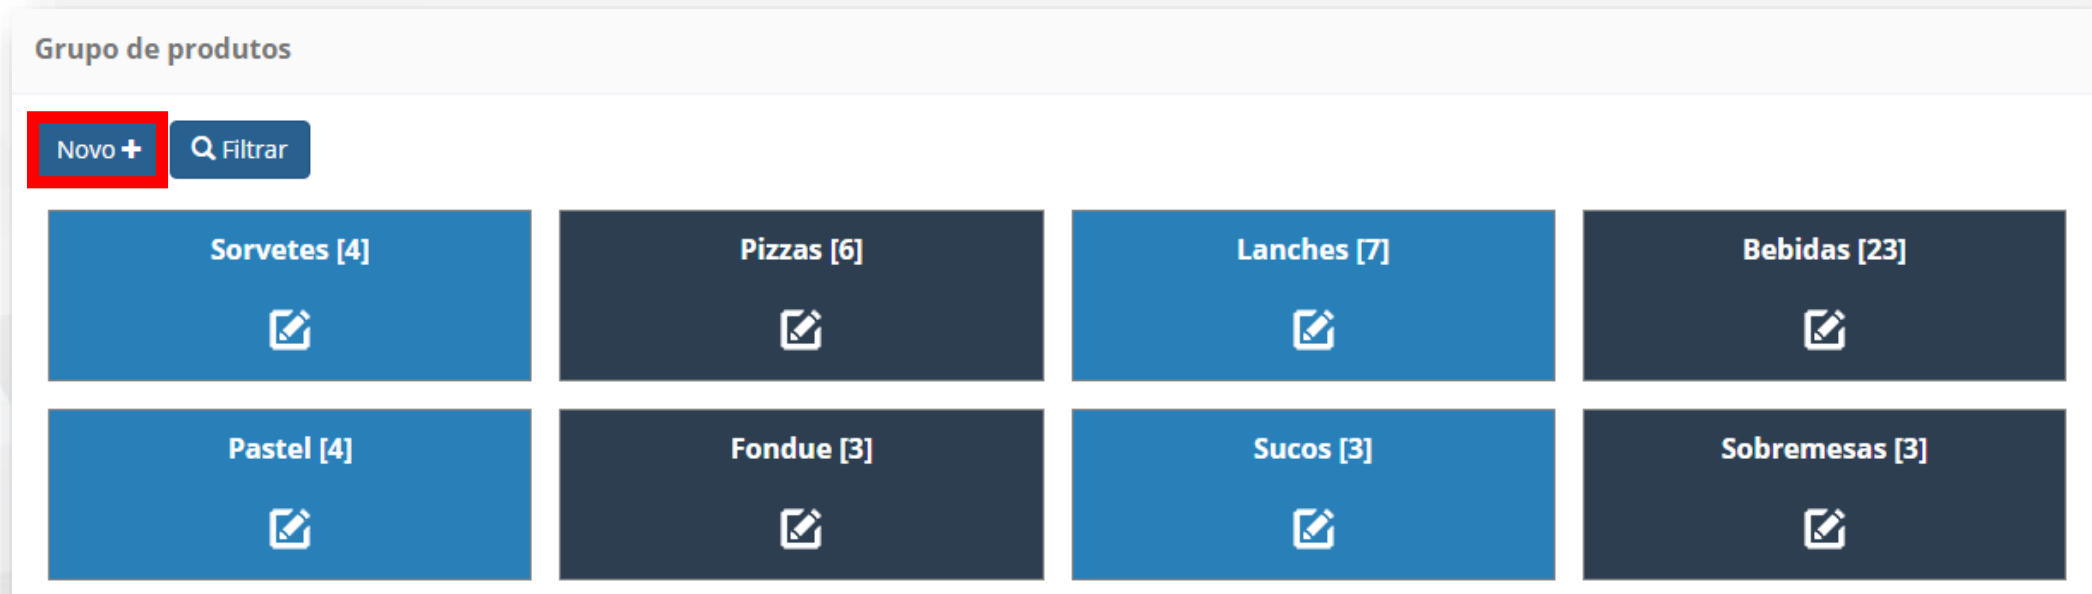 Grupo de produtos
Novo Filtrar
Sorvetes [4] Pizzas [6] Lanches [7] Bebidas [23]
Pastel [4] Fondue [3] Sucos [3] Sobremesas [3]